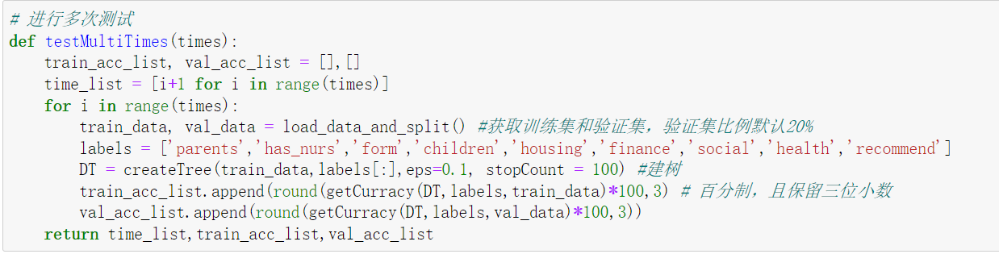 # 进行多次测试
def testMultiTimes(times):
    train_acc_list, val_acc_list = [],[]
    time_list = [i+1 for i in range(times)]
    for i in range(times):
        train_data, val_data = load_data_and_split() #获取训练集和验证集，验证集比例默认20%
        labels = ['parents','has_nurs','form','children','housing','finance','social','health','recommend']
        DT = createTree(train_data,labels[:],eps=0.1, stopCount = 100) #建树
        train_acc_list.append(round(getCurracy(DT,labels,train_data)*100,3) # 百分制，且保留三位小数
        val_acc_list.append(round(getCurracy(DT,labels,val_data)*100,3))
    return time_list,train_acc_list,val_acc_list